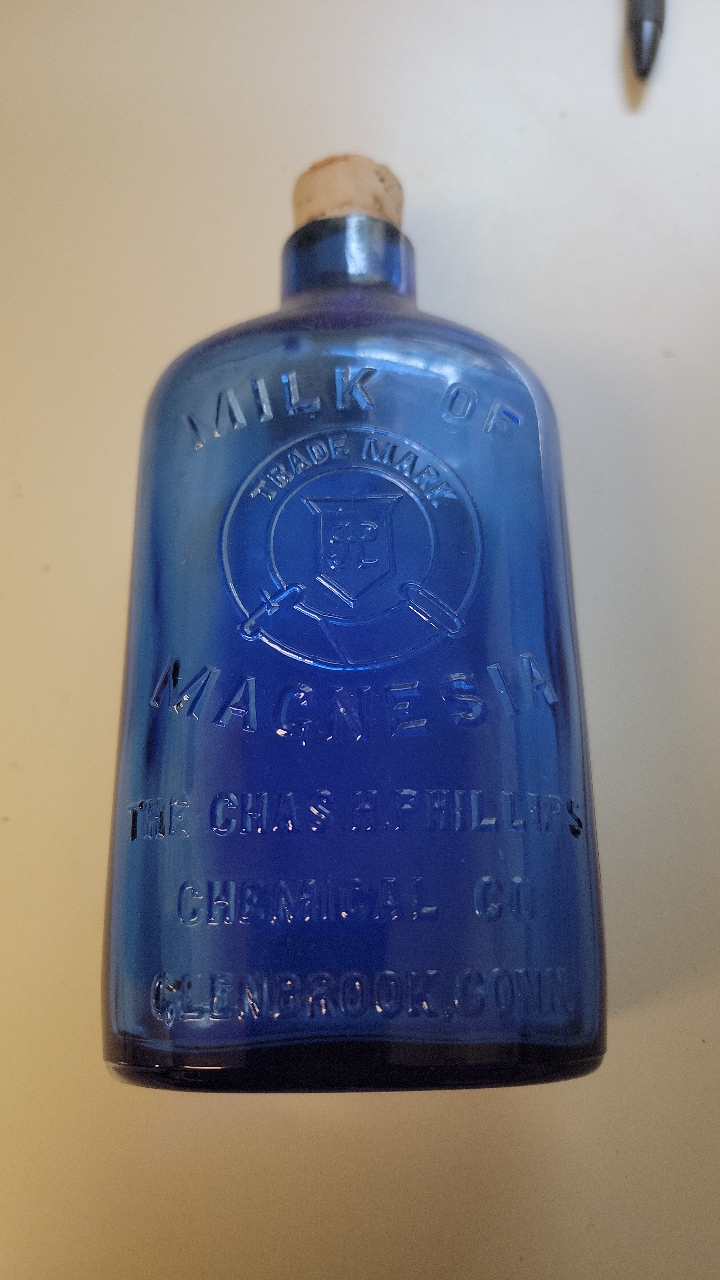 MILK OF
TRADE MARK
MAGNESIA
THE CHAS H. PHILLIPS
CHEMICAL CO
GLENBROOK, CONN.